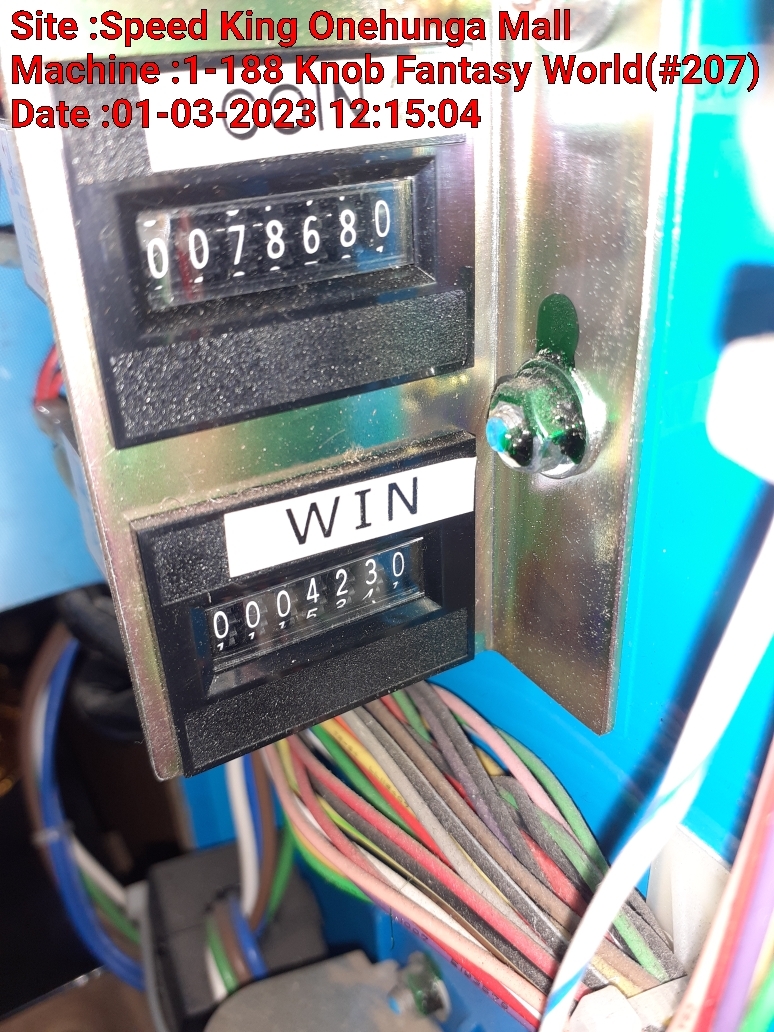 Site :Speed King Onehunga Mall
Machine :1-188 Knob Fantasy World(#207)
Date :01-03-2023 12:15:04
COIN
0078680
WIN
0004230